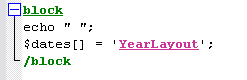 block
echo " ";
$dates[] = 'YearLayout';
/block